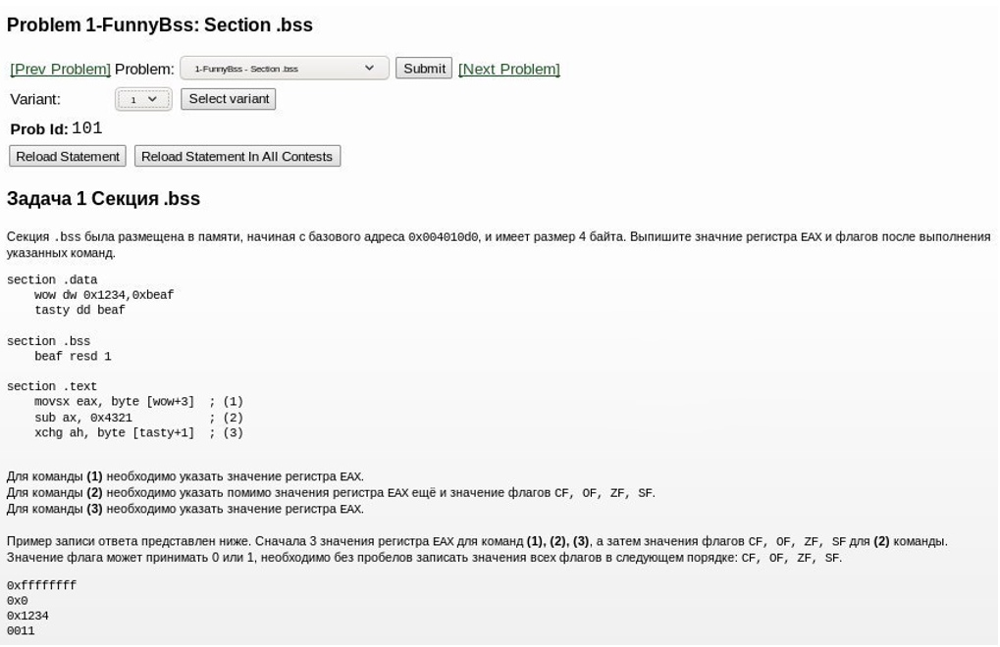 Problem 1-FunnyBss: Section .bss
[Prev Problem] Problem: 1-FunnyBss - Section .bss Submit [Next Problem]
Variant: 1 Select variant
Prob Id: 101
Reload Statement Reload Statement In All Contests
Задача 1 Секция .bss
Секция .bss была размещена в памяти, начиная с базового адреса 0x004010d0, и имеет размер 4 байта. Выпишите значние регистра EAX и флагов после выполнения
указанных команд.
section .data
    wow dw 0x1234,0xbeaf
    tasty dd beaf
section .bss
    beaf resd 1
section .text
    movsx eax, byte [wow+3]  ; (1)
    sub ax, 0x4321           ; (2)
    xchg ah, byte [tasty+1]  ; (3)
Для команды (1) необходимо указать значение регистра EAX.
Для команды (2) необходимо указать помимо значения регистра EAX ещё и значение флагов CF, OF, ZF, SF.
Для команды (3) необходимо указать значение регистра EAX.
Пример записи ответа представлен ниже. Сначала 3 значения регистра EAX для команд (1), (2), (3), а затем значения флагов CF, OF, ZF, SF для (2) команды.
Значение флага может принимать 0 или 1, необходимо без пробелов записать значения всех флагов в следующем порядке: CF, OF, ZF, SF.
0xffffffff
0x0
0x1234
0011